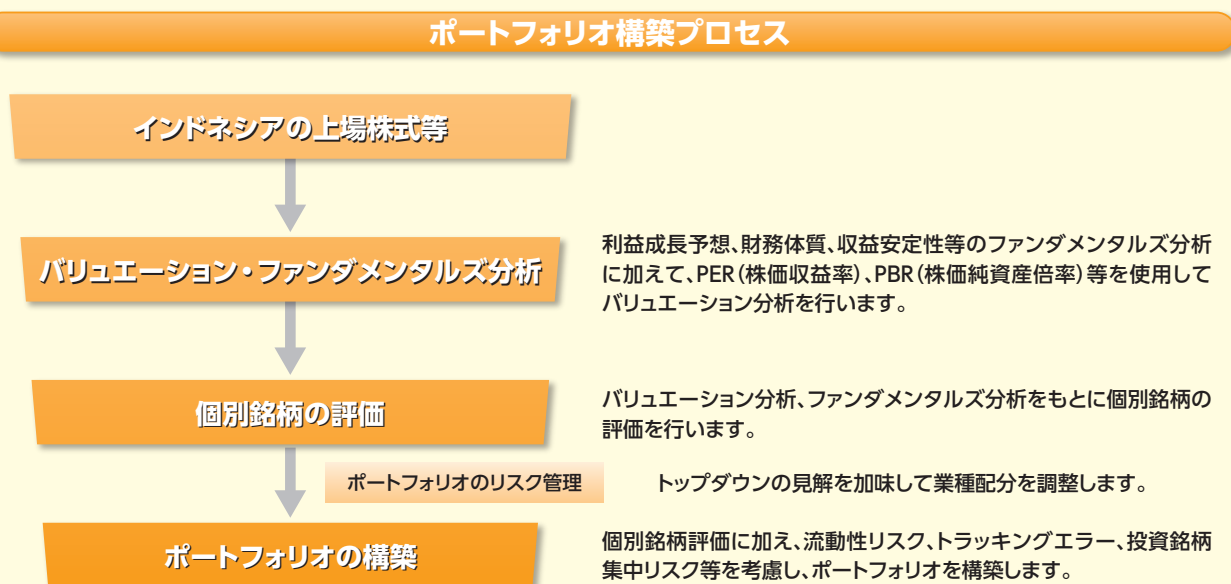 ポートフォリオ構築プロセス
インドネシアの上場株式等
バリュエーション・ファンダメンタルズ分析
利益成長予想、財務体質、収益安定性等のファンダメンタルズ分析
に加えて、PER（株価収益率）、PBR（株価純資産倍率）等を使用して
バリュエーション分析を行います。
個別銘柄の評価
バリュエーション分析、ファンダメンタルズ分析をもとに個別銘柄の
評価を行います。
ポートフォリオのリスク管理
トップダウンの見解を加味して業種配分を調整します。
ポートフォリオの構築
個別銘柄評価に加え、流動性リスク、トラッキングエラー、投資銘柄
集中リスク等を考慮し、ポートフォリオを構築します。